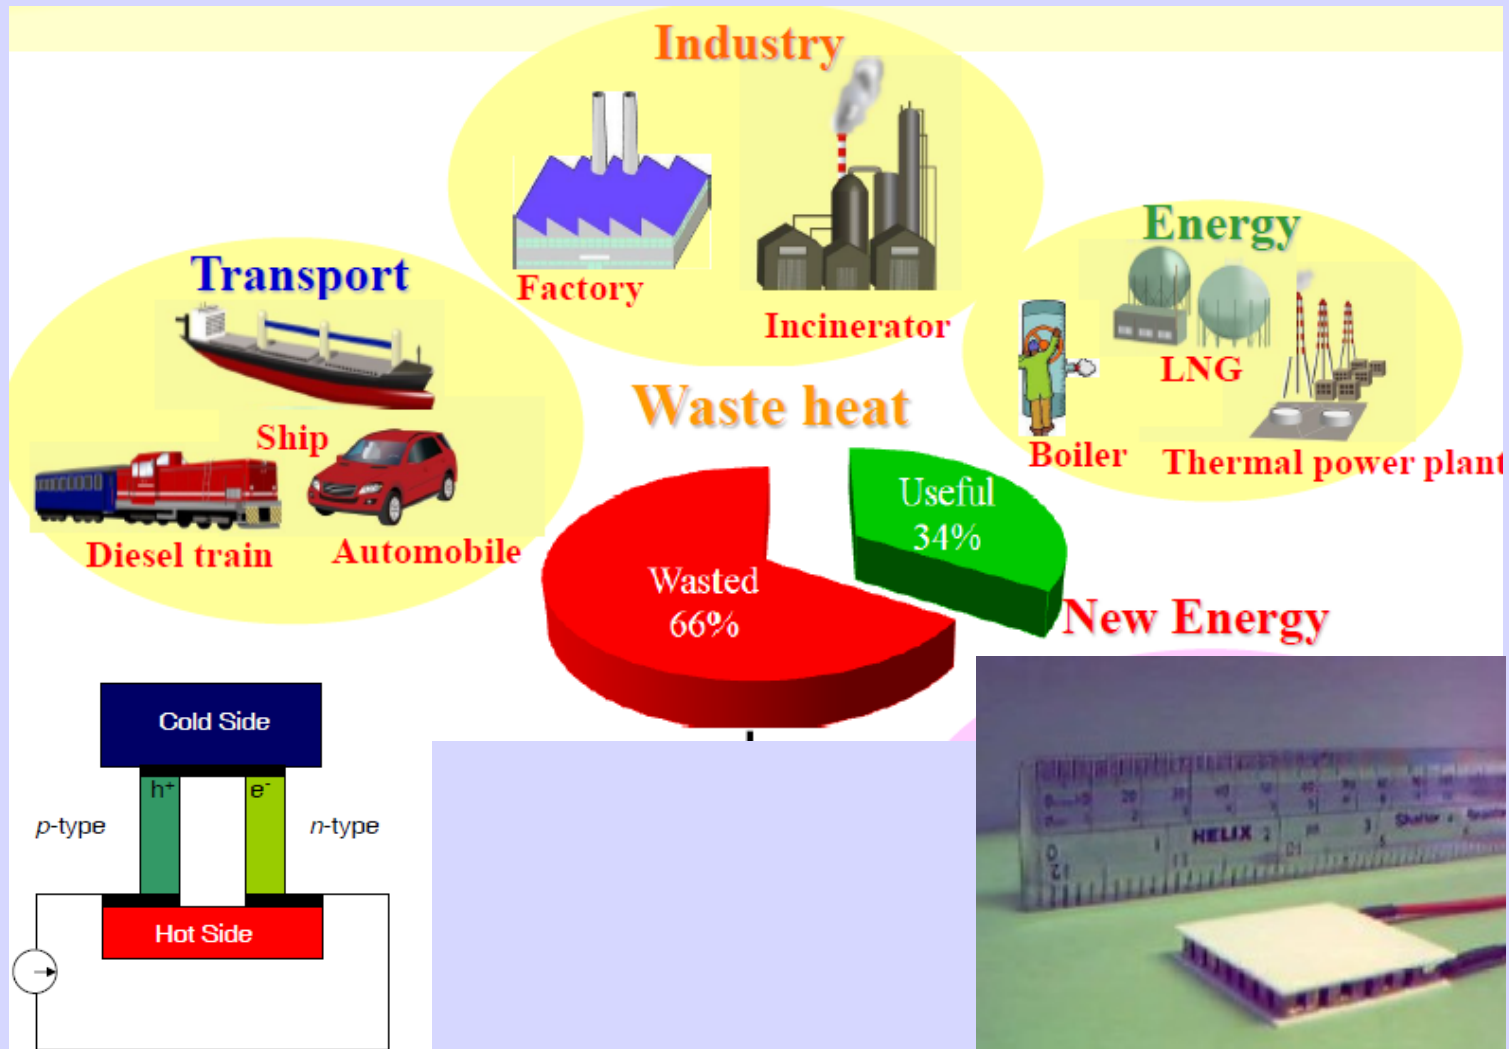 Industry
Factory
Incinerator
Energy
LNG
Boiler
Thermal power plant
Transport
Ship
Diesel train
Automobile
Waste heat
Useful
34%
Wasted
66%
New Energy
Cold Side
h+
e-
p-type
n-type
Hot Side
HELIX